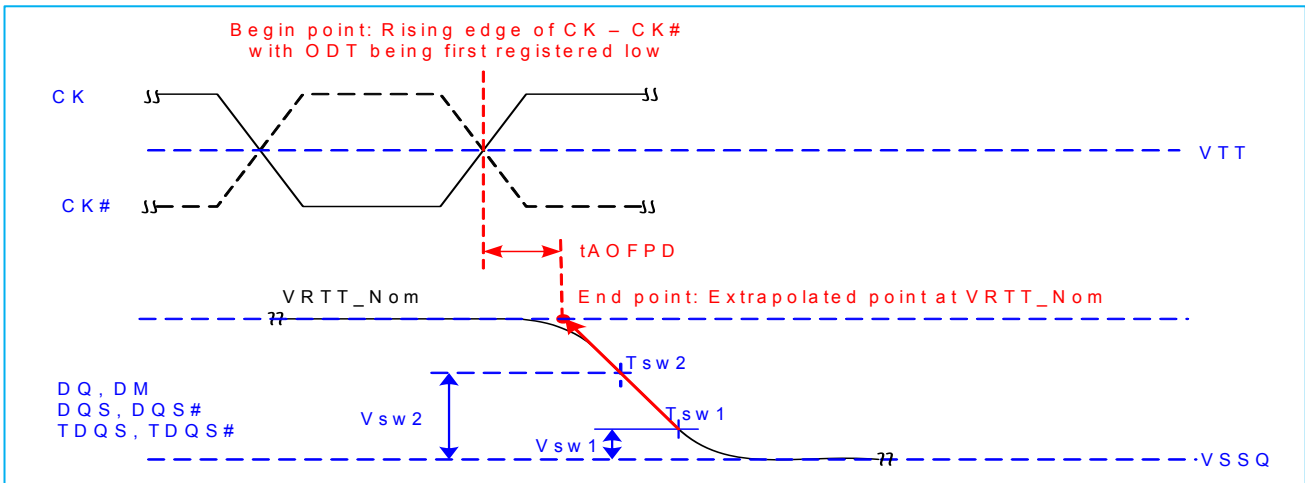 Begin point: Rising edge of CK – CK#
with ODT being first registered low
CK
VTT
CK#
tAOFPD
VRTT_Nom
End point: Extrapolated point at VRTT_Nom
Tsw2
DQ, DM
DQS, DQS#
TDQS, TDQS#
Vsw2
Tsw1
Vsw1
VSSQ